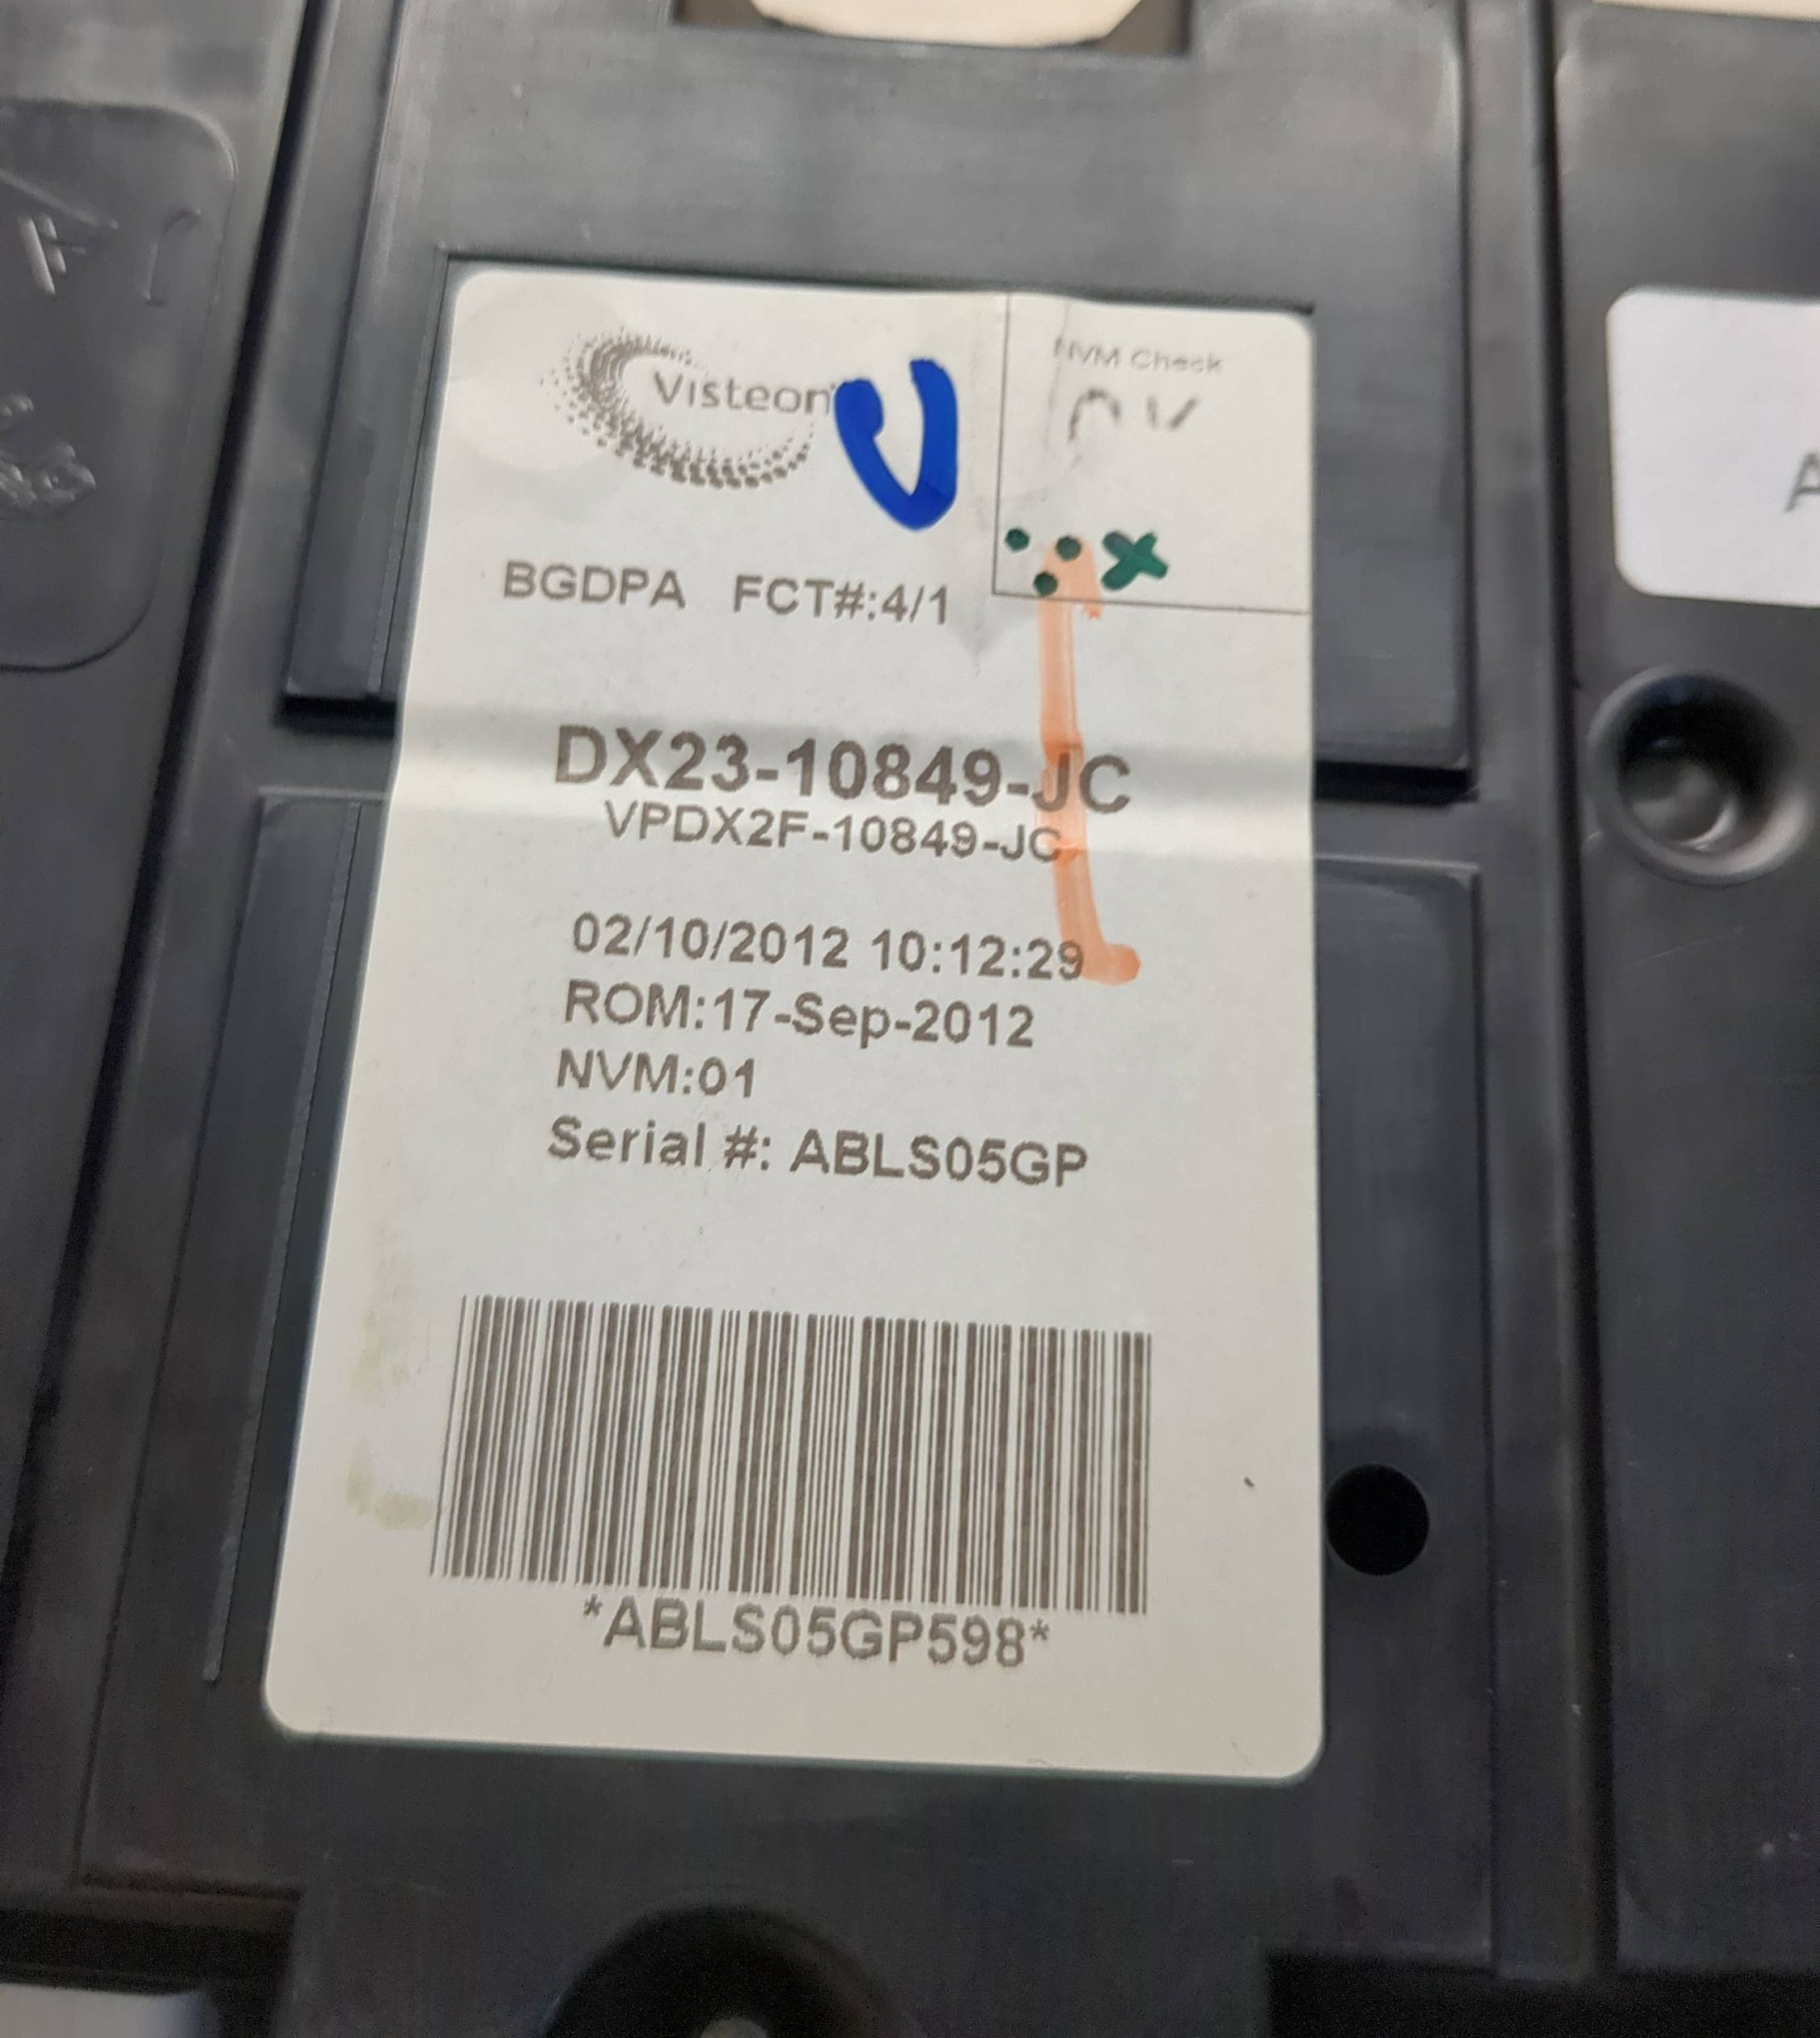 Visteon
NVM Check
BGDPA FCT#:4/1
DX23-10849-JC
VPDX2F-10849-JC
02/10/2012 10:12:29
ROM:17-Sep-2012
NVM:01
Serial #: ABLS05GP
*ABLS05GP598*
A